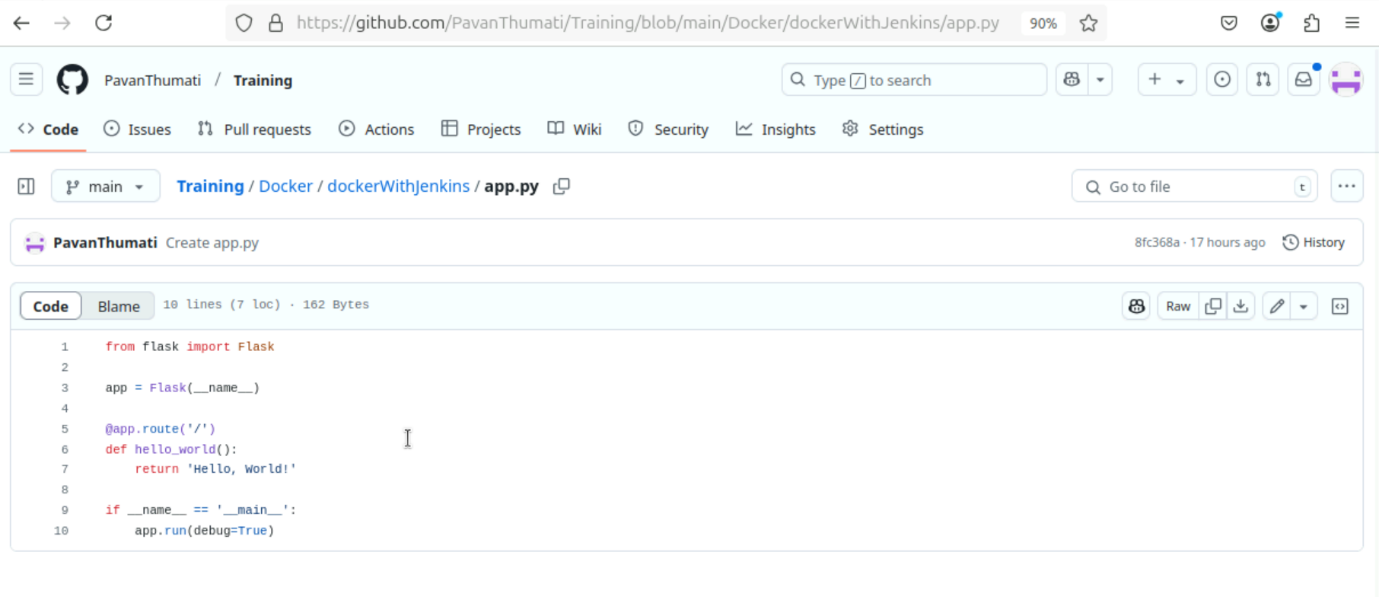 https://github.com/PavanThumati/Training/blob/main/Docker/dockerWithJenkins/app.py 90%
PavanThumati / Training Type / to search
Code Issues Pull requests Actions Projects Wiki Security Insights Settings
main Training / Docker / dockerWithJenkins / app.py Go to file t
PavanThumati Create app.py 8fc368a · 17 hours ago History
Code Blame 10 lines (7 loc) · 162 Bytes Raw
1 from flask import Flask
2
3 app = Flask(__name__)
4
5 @app.route('/')
6 def hello_world():
7     return 'Hello, World!'
8
9 if __name__ == '__main__':
10     app.run(debug=True)